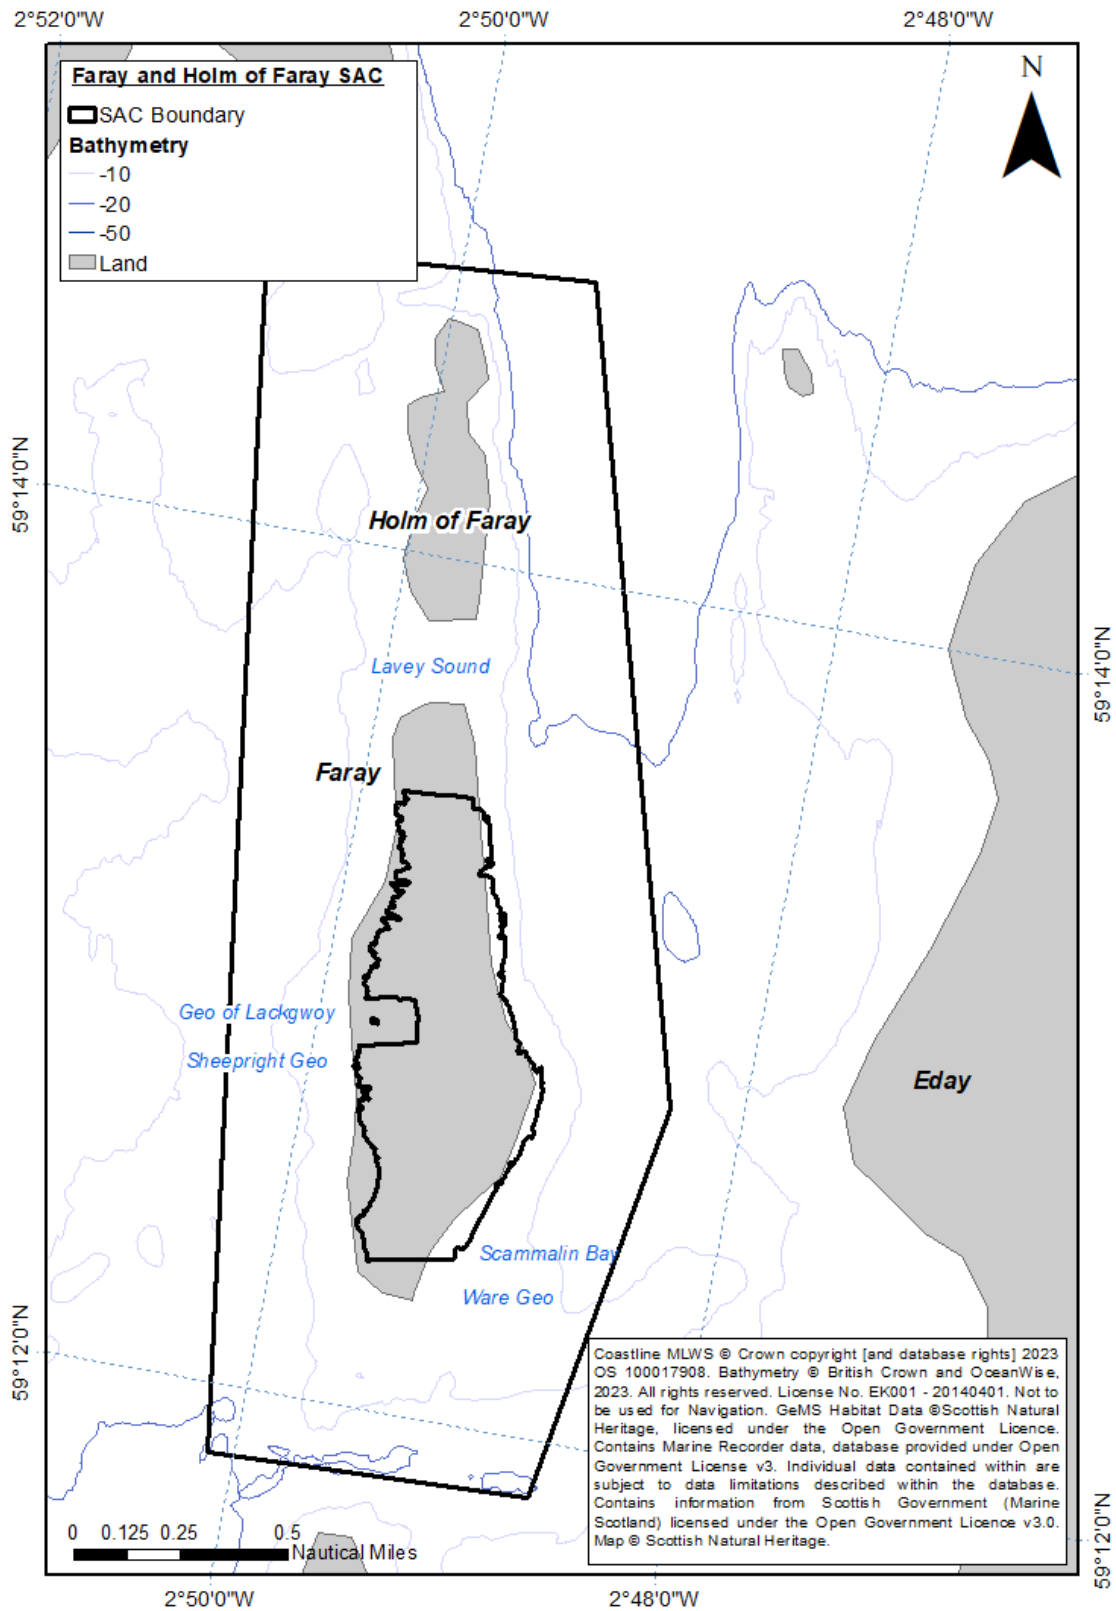 2°52'0"W
2°50'0"W
2°48'0"W
Faray and Holm of Faray SAC
SAC Boundary
Bathymetry
-10
-20
-50
Land
N
59°14'0"N
Holm of Faray
Lavey Sound
59°14'0"N
Faray
Geo of Lackgwoy
Sheepright Geo
Eday
Scammalin Bay
Ware Geo
59°12'0"N
Coastline MLWS © Crown copyright [and database rights] 2023
OS 100017908. Bathymetry © British Crown and OceanWise,
2023. All rights reserved. License No. EK001 - 20140401. Not to
be used for Navigation. GeMS Habitat Data ©Scottish Natural
Heritage, licensed under the Open Government Licence.
Contains Marine Recorder data, database provided under Open
Government License v3. Individual data contained within are
subject to data limitations described within the database.
Contains information from Scottish Government (Marine
Scotland) licensed under the Open Government Licence v3.0.
Map © Scottish Natural Heritage.
0 0.125 0.25 0.5
Nautical Miles
59°12'0"N
2°50'0"W
2°48'0"W